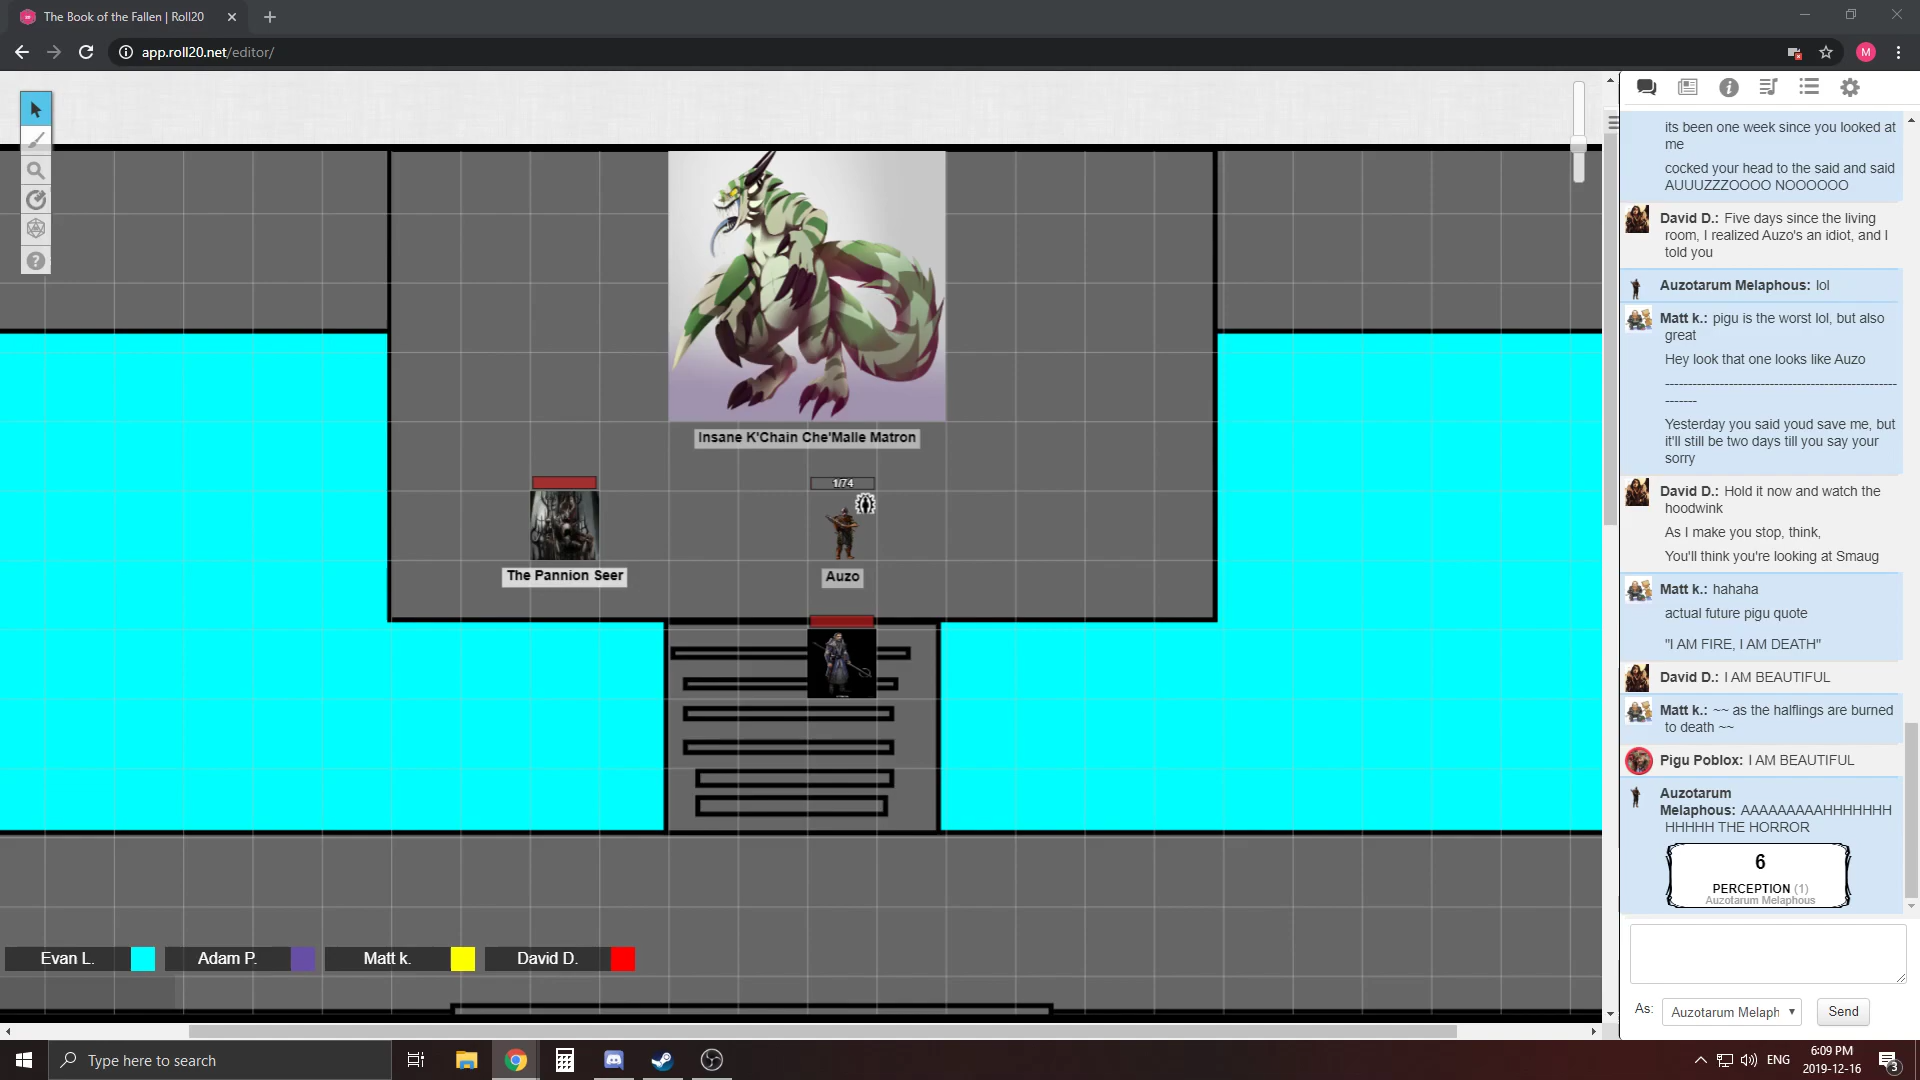 The Book of the Fallen | Roll20
app.roll20.net/editor/
Insane K'Chain Che'Malle Matron
1/74
The Pannion Seer
Auzo
Evan L.
Adam P.
Matt k.
David D.
its been one week since you looked at
me
cocked your head to the said and said
AUUUZZZOOOO NOOOOOO
David D.: Five days since the living
room, I realized Auzo's an idiot, and I
told you
Auzotarum Melaphous: lol
Matt k.: pigu is the worst lol, but also
great
Hey look that one looks like Auzo
----------------------------------------------------
-------
Yesterday you said youd save me, but
it'll still be two days till you say your
sorry
David D.: Hold it now and watch the
hoodwink
As I make you stop, think,
You'll think you're looking at Smaug
Matt k.: hahaha
actual future pigu quote
"I AM FIRE, I AM DEATH"
David D.: I AM BEAUTIFUL
Matt k.: ~~ as the halflings are burned
to death ~~
Pigu Poblox: I AM BEAUTIFUL
Auzotarum
Melaphous: AAAAAAAAAHHHHHHH
HHHHH THE HORROR
6
PERCEPTION (1)
Auzotarum Melaphous
As:
Auzotarum Melaph
Send
Type here to search
ENG
6:09 PM
2019-12-16
3
M